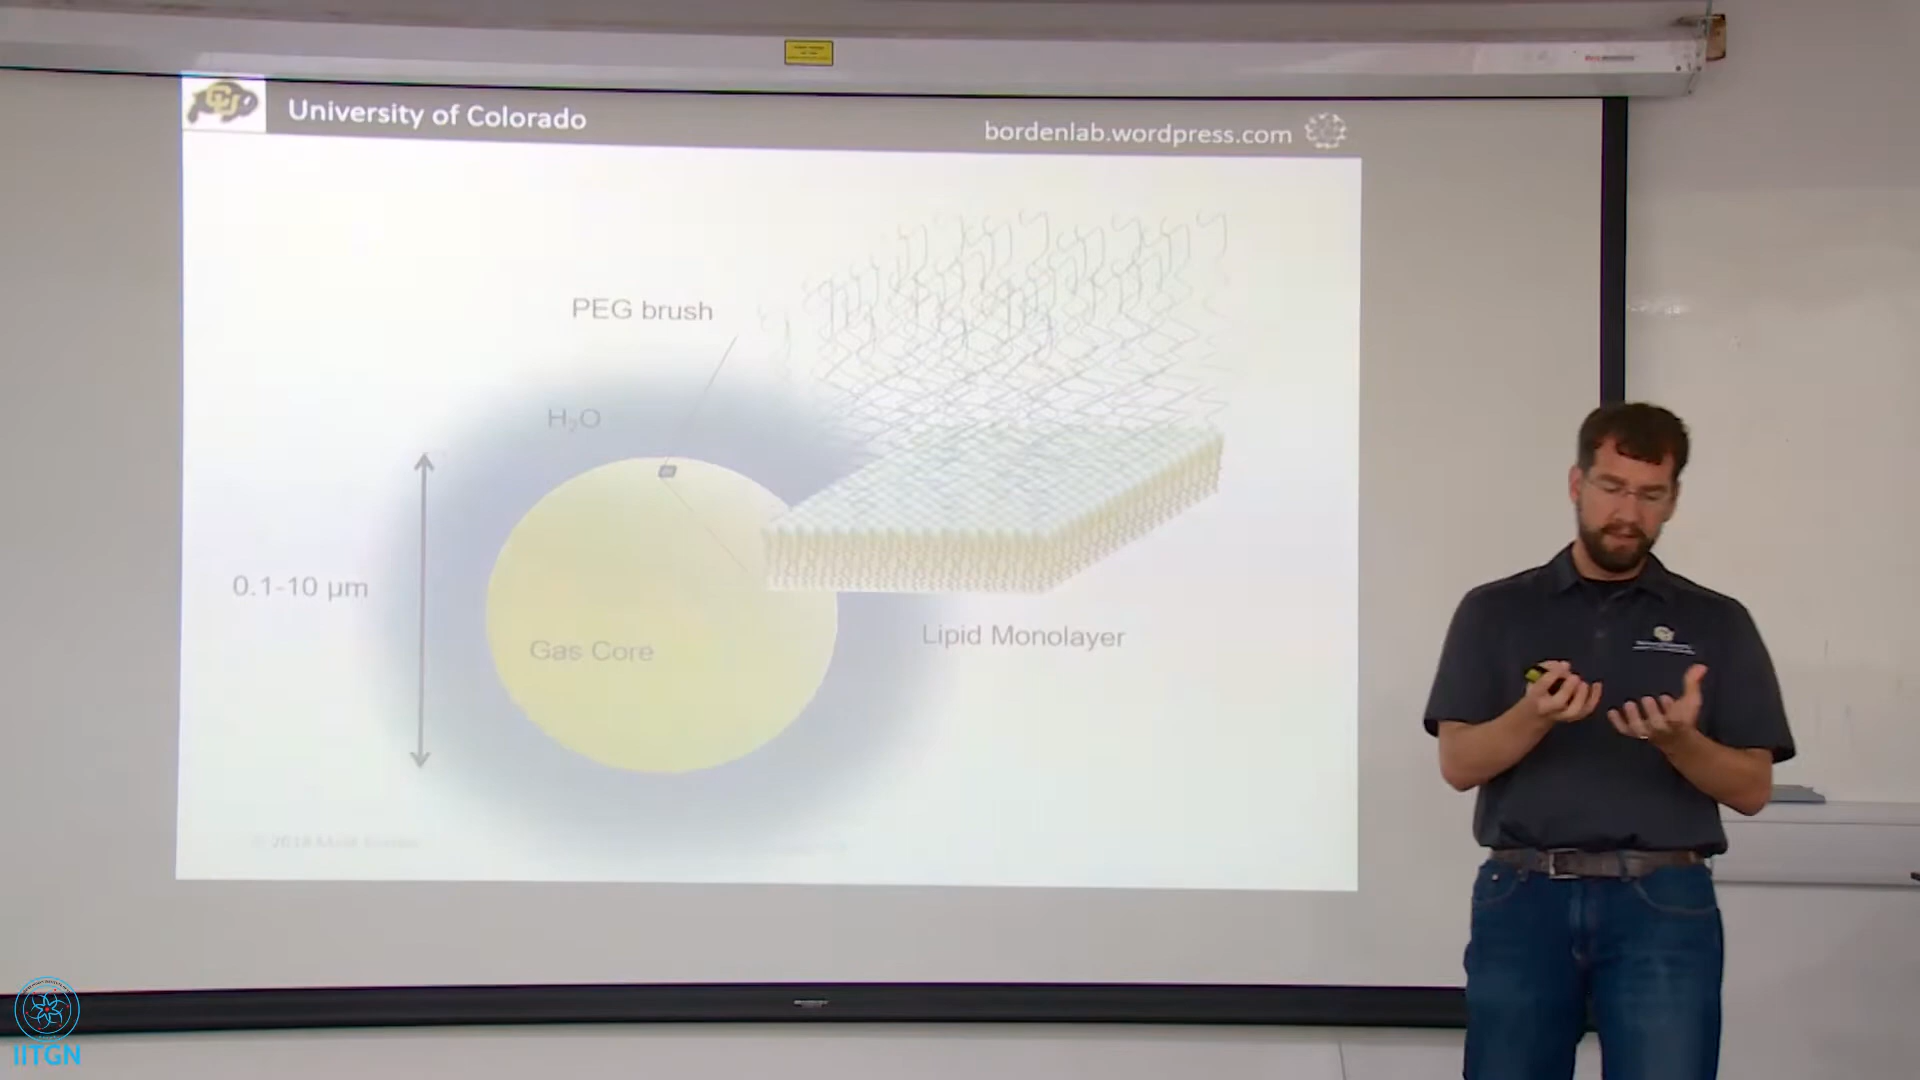 University of Colorado
bordenlab.wordpress.com
PEG brush
H₂O
0.1-10 µm
Gas Core
Lipid Monolayer
IITGN